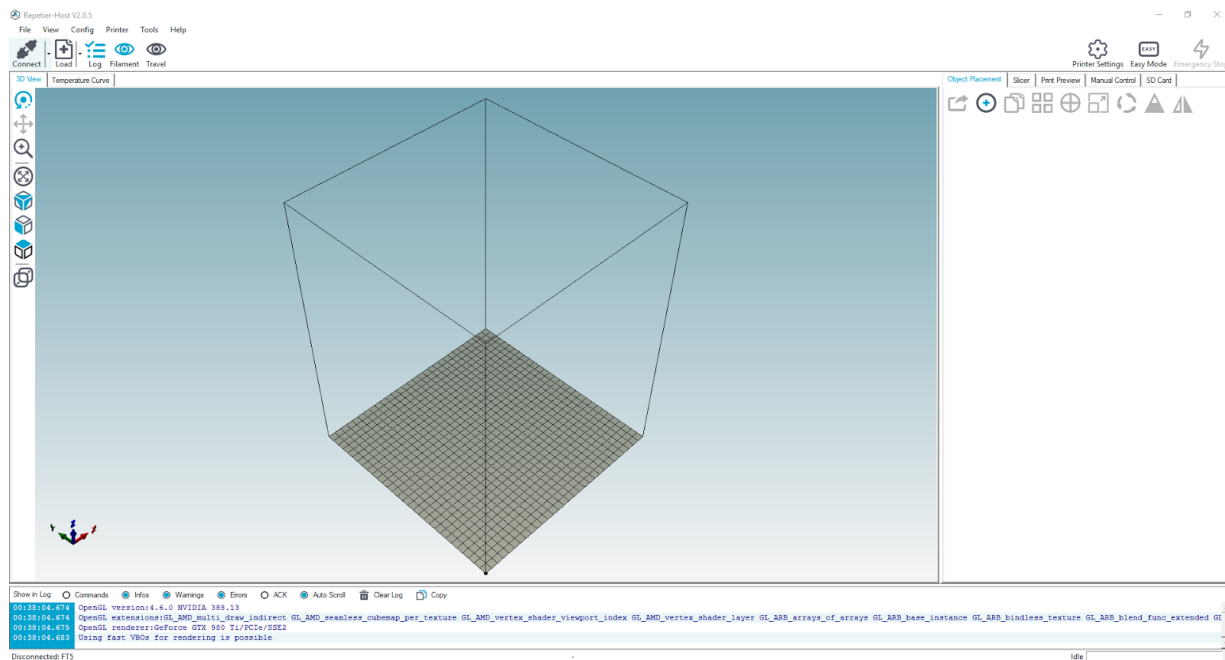 Repetier-Host V2.0.5
File View Config Printer Tools Help
Connect Load Log Filament Travel
Printer Settings Easy Mode Emergency Stop
EASY
3D View Temperature Curve
Object Placement Slicer Print Preview Manual Control SD Card
Y Z X
Show in Log: Commands Infos Warnings Errors ACK Auto Scroll Clear Log Copy
00:38:04.674 OpenGL version:4.6.0 NVIDIA 388.13
00:38:04.674 OpenGL extensions:GL_AMD_multi_draw_indirect GL_AMD_seamless_cubemap_per_texture GL_AMD_vertex_shader_viewport_index GL_AMD_vertex_shader_layer GL_ARB_arrays_of_arrays GL_ARB_base_instance GL_ARB_bindless_texture GL_ARB_blend_func_extended GL
00:38:04.675 OpenGL renderer:GeForce GTX 980 Ti/PCIe/SSE2
00:38:04.683 Using fast VBOs for rendering is possible
Disconnected: FT5 - Idle